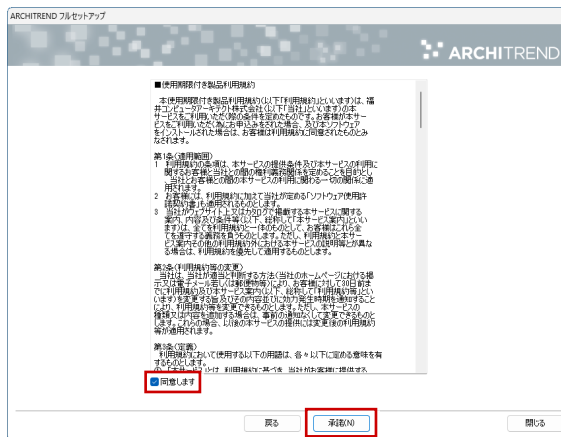 ARCHITREND フルセットアップ
ARCHITREND
■使用期限付き製品利用規約
本使用期限付き製品利用規約(以下「利用規約」といいます)は、福
井コンピュータアーキテクト株式会社(以下「当社」といいます)の本
サービスをご利用いただく際の条件を定めたものです。お客様が本サー
ビスをご利用いただく為にお申込みをされた場合、及び本ソフトウェア
をインストールされた場合は、お客様は利用規約に同意されたものとみ
なされます。
第1条(適用範囲)
1 利用規約の条項は、本サービスの提供条件及び本サービスの利用に
関するお客様と当社との間の権利義務関係を定めることを目的とし
、当社とお客様との間の本サービスの利用に関わる一切の関係に適
用されます。
2 お客様には、利用規約に加えて当社が定める「ソフトウェア使用許
諾契約書」も適用されるものとします。
3 当社がウェブサイト上又はカタログで掲載する本サービスに関する
案内、内容及び条件等(以下、総称して「本サービス案内」といい
ます)は、全てを利用規約と一体のものとして、お客様はこれら全
てを遵守する義務を負うものとします。ただし、利用規約と本サー
ビス案内その他の利用規約外における本サービスの説明等とが異な
る場合は、利用規約を優先して適用するものとします。
第2条(利用規約等の変更)
当社は、当社が適当と判断する方法(当社のホームページにおける掲
示又は電子メール若しくは郵便物等)により、お客様に対して30日前ま
でに利用規約及び本サービス案内(以下、総称して「利用規約等」とい
います)を変更する旨及びその内容並びに効力発生時期を通知すること
により、利用規約等を変更できるものとします。ただし、本サービスの
種類又は内容を追加する場合は、事前の通知なくして変更できるものと
します。これらの場合、以後の本サービスの提供には変更後の利用規約
等が適用されます。
第3条(定義)
利用規約において使用する以下の用語は、各々以下に定める意味を有
するものとします。
① 「本サービス」とは、利用規約に基づき、当社がお客様に提供する
同意します
戻る
承諾(N)
閉じる